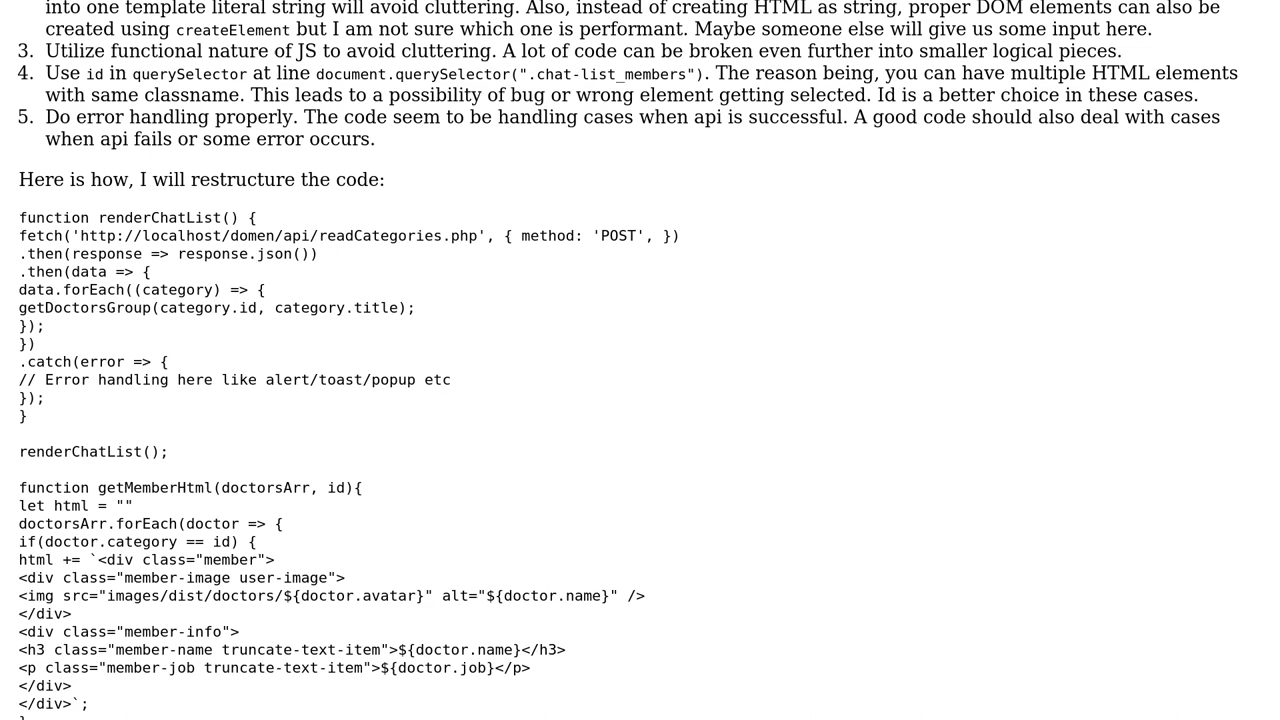 into one template literal string will avoid cluttering. Also, instead of creating HTML as string, proper DOM elements can also be
created using createElement but I am not sure which one is performant. Maybe someone else will give us some input here.
3. Utilize functional nature of JS to avoid cluttering. A lot of code can be broken even further into smaller logical pieces.
4. Use id in querySelector at line document.querySelector(".chat-list_members"). The reason being, you can have multiple HTML elements
with same classname. This leads to a possibility of bug or wrong element getting selected. Id is a better choice in these cases.
5. Do error handling properly. The code seem to be handling cases when api is successful. A good code should also deal with cases
when api fails or some error occurs.
Here is how, I will restructure the code:
function renderChatList() {
fetch('http://localhost/domen/api/readCategories.php', { method: 'POST', })
.then(response => response.json())
.then(data => {
data.forEach((category) => {
getDoctorsGroup(category.id, category.title);
});
})
.catch(error => {
// Error handling here like alert/toast/popup etc
});
}
renderChatList();
function getMemberHtml(doctorsArr, id){
let html = ""
doctorsArr.forEach(doctor => {
if(doctor.category == id) {
html += `<div class="member">
<div class="member-image user-image">
<img src="images/dist/doctors/${doctor.avatar}" alt="${doctor.name}" />
</div>
<div class="member-info">
<h3 class="member-name truncate-text-item">${doctor.name}</h3>
<p class="member-job truncate-text-item">${doctor.job}</p>
</div>
</div>`;
}